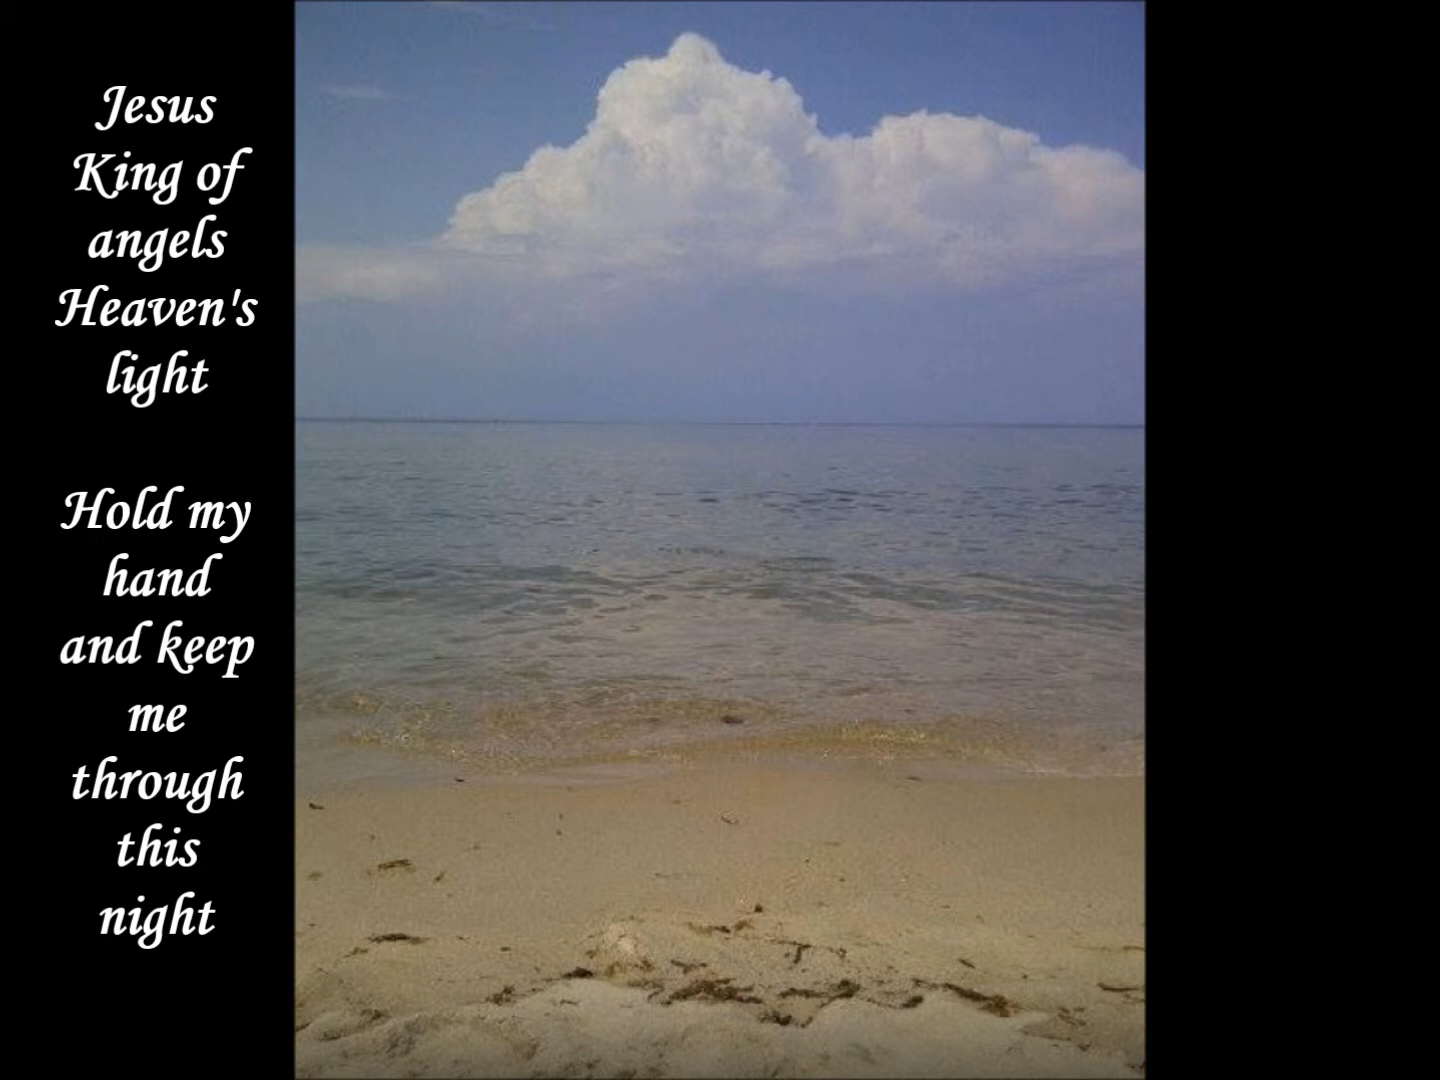 Jesus
King of
angels
Heaven's
light
Hold my
hand
and keep
me
through
this
night